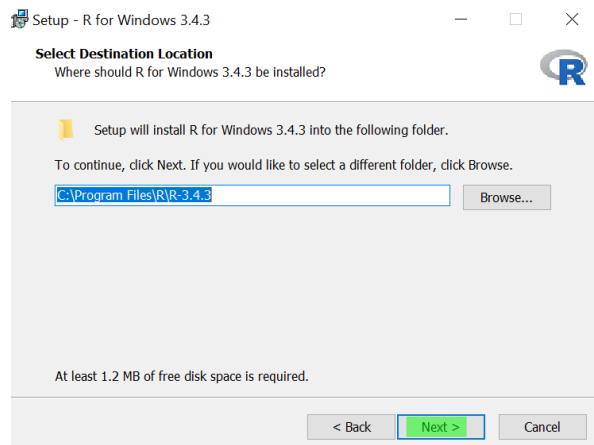 Setup - R for Windows 3.4.3
Select Destination Location
Where should R for Windows 3.4.3 be installed?
R
Setup will install R for Windows 3.4.3 into the following folder.
To continue, click Next. If you would like to select a different folder, click Browse.
C:\Program Files\R\R-3.4.3
Browse...
At least 1.2 MB of free disk space is required.
< Back Next > Cancel